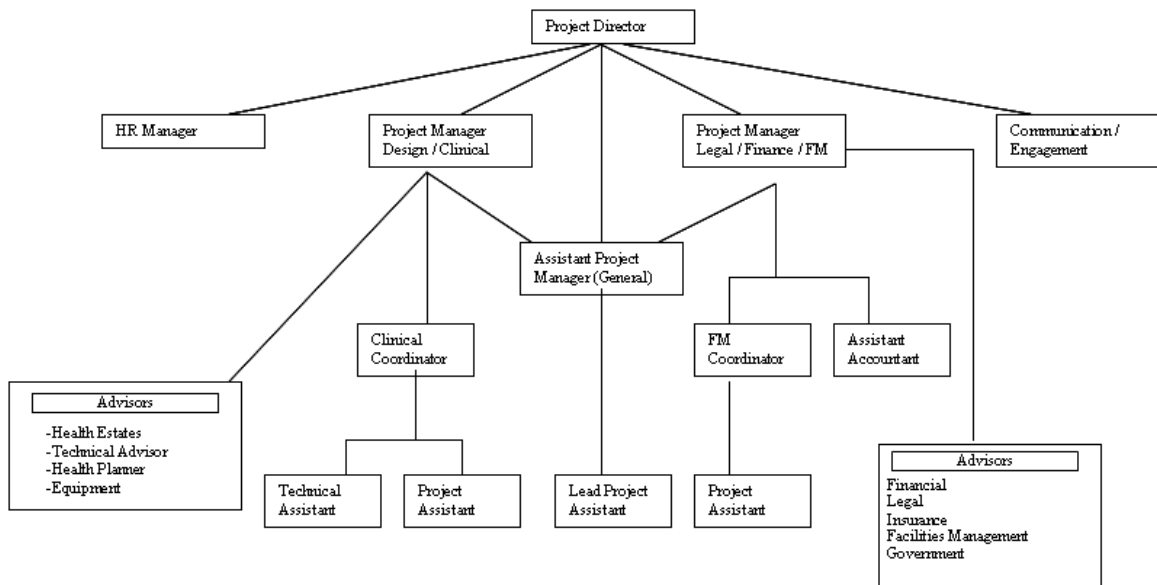 Project Director
HR Manager
Project Manager
Design / Clinical
Project Manager
Legal / Finance / FM
Communication /
Engagement
Assistant Project
Manager (General)
Clinical
Coordinator
FM
Coordinator
Assistant
Accountant
Advisors
-Health Estates
-Technical Advisor
-Health Planner
-Equipment
Technical
Assistant
Project
Assistant
Lead Project
Assistant
Project
Assistant
Advisors
Financial
Legal
Insurance
Facilities Management
Government